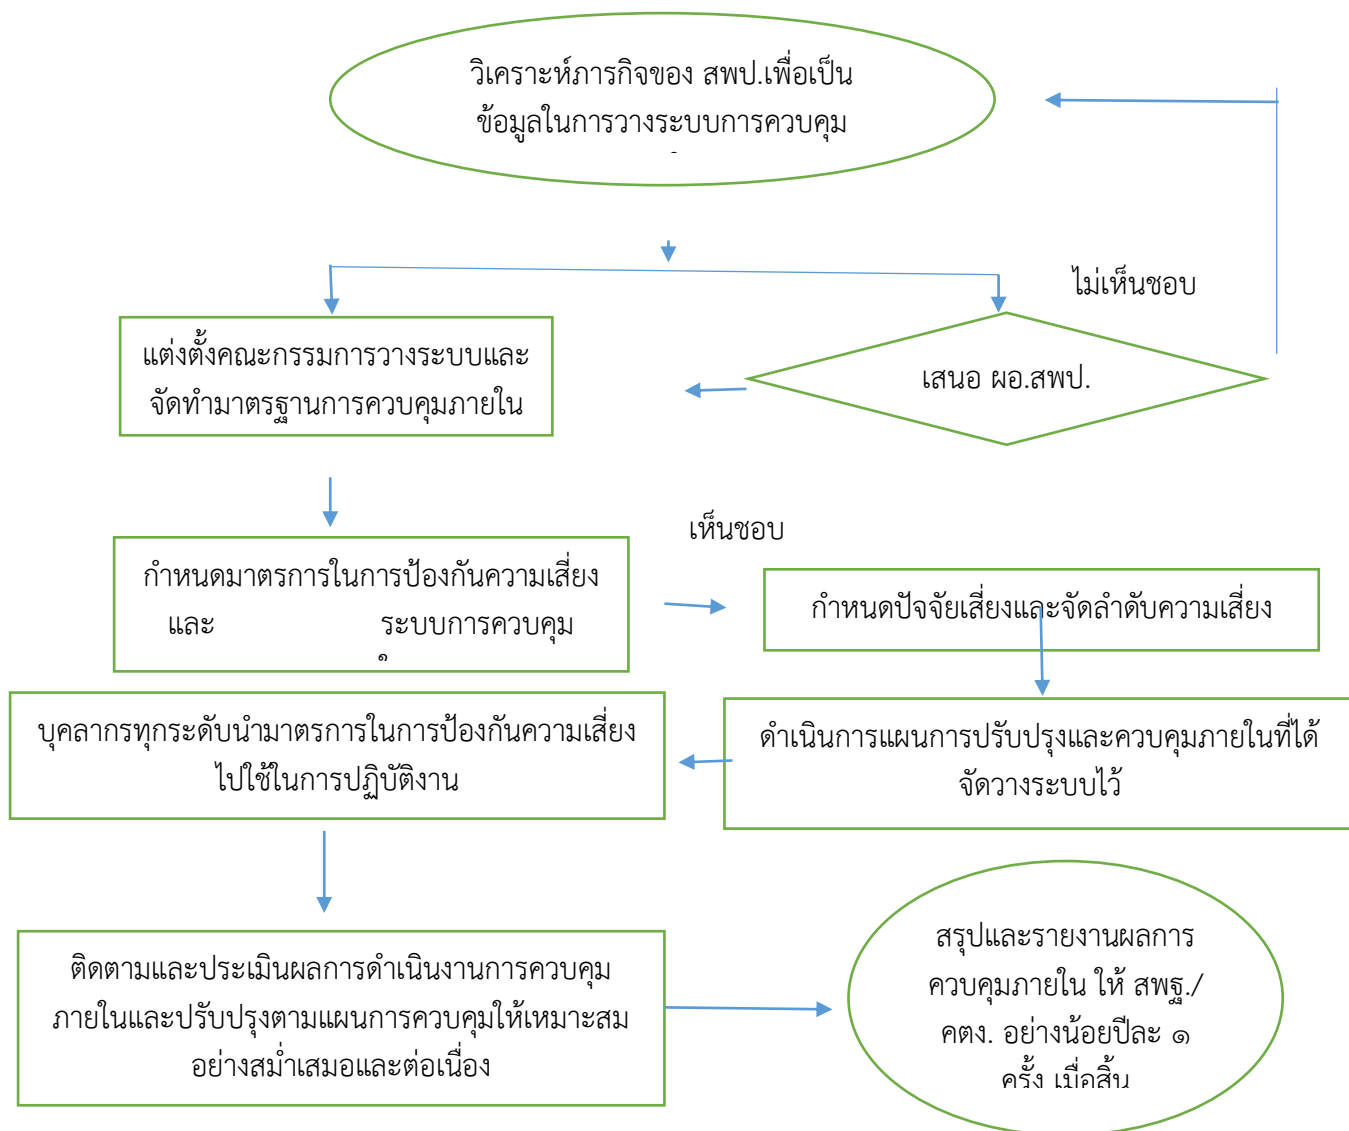 วิเคราะห์ภารกิจของ สพป.เพื่อเป็น
ข้อมูลในการวางระบบการควบคุม
ไม่เห็นชอบ
แต่งตั้งคณะกรรมการวางระบบและ
จัดทำมาตรฐานการควบคุมภายใน
เสนอ ผอ.สพป.
เห็นชอบ
กำหนดมาตรการในการป้องกันความเสี่ยง
และ ระบบการควบคุม
กำหนดปัจจัยเสี่ยงและจัดลำดับความเสี่ยง
บุคลากรทุกระดับนำมาตรการในการป้องกันความเสี่ยง
ไปใช้ในการปฏิบัติงาน
ดำเนินการแผนการปรับปรุงและควบคุมภายในที่ได้
จัดวางระบบไว้
ติดตามและประเมินผลการดำเนินงานการควบคุม
ภายในและปรับปรุงตามแผนการควบคุมให้เหมาะสม
อย่างสม่ำเสมอและต่อเนื่อง
สรุปและรายงานผลการ
ควบคุมภายใน ให้ สพฐ./
คตง. อย่างน้อยปีละ ๑
ครั้ง เมื่อสิ้น